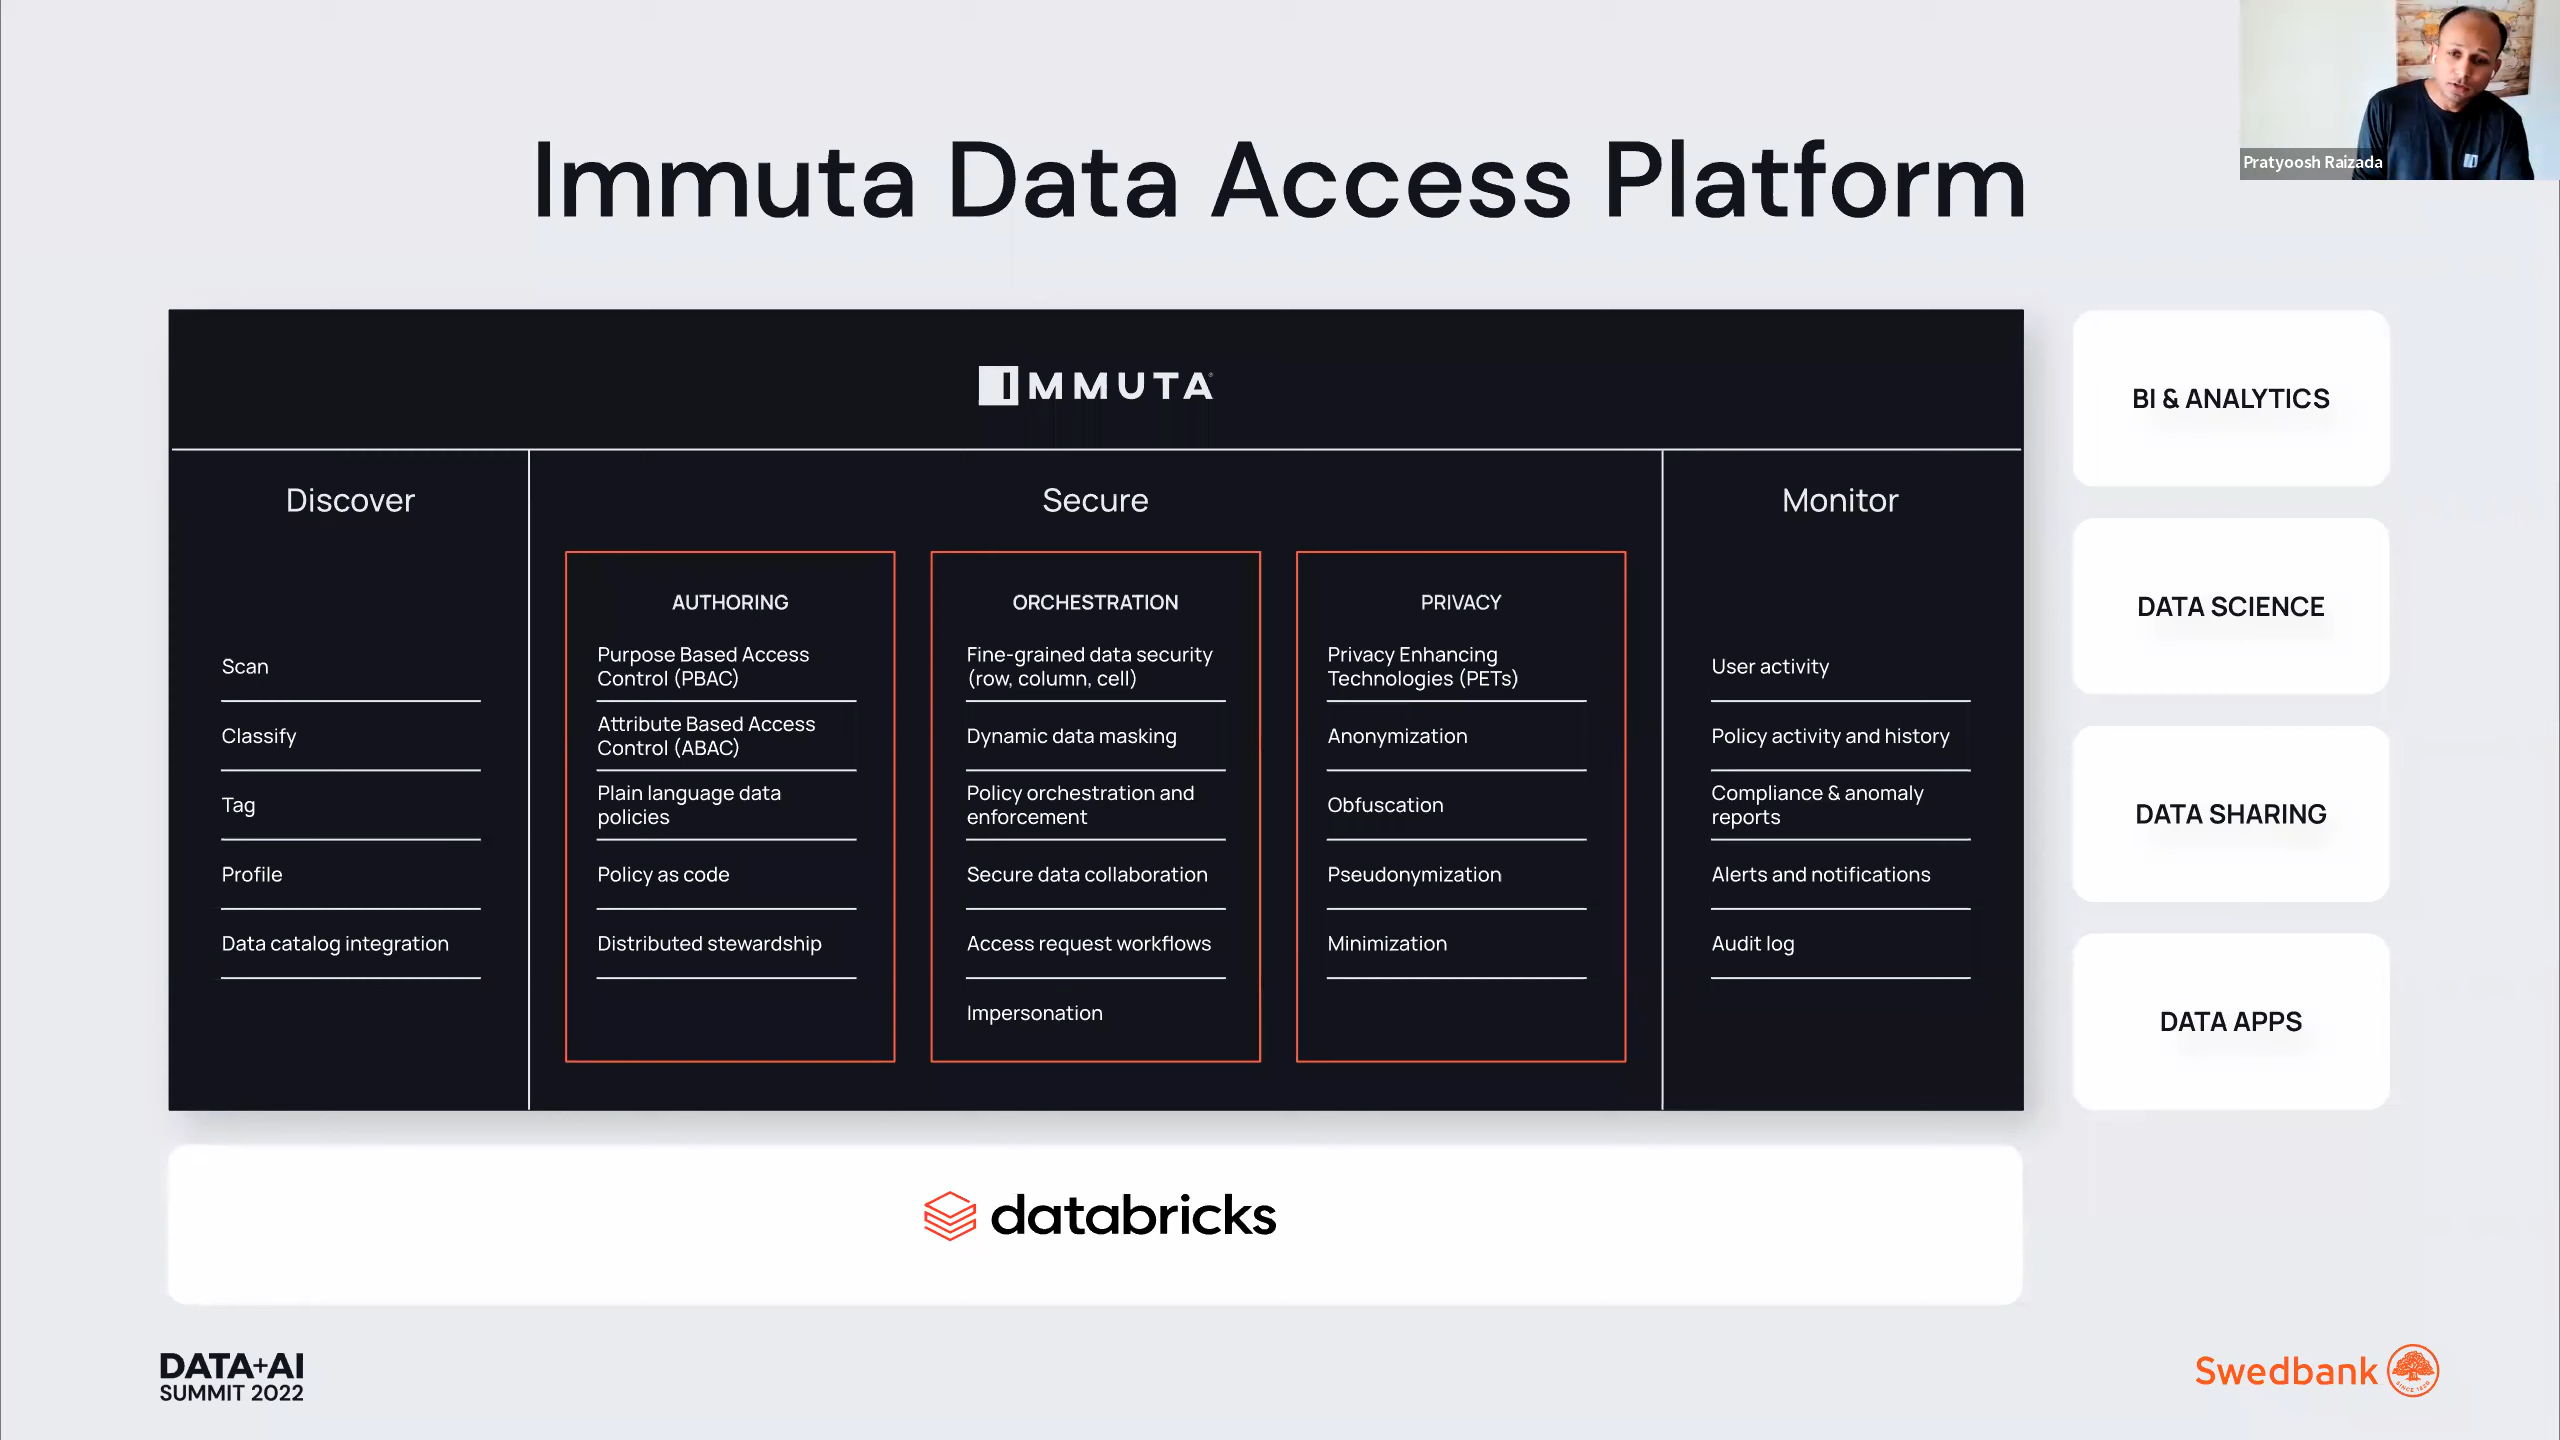 Pratyoosh Raizada
Immuta Data Access Platform
IMMUTA
Discover
Scan
Classify
Tag
Profile
Data catalog integration
Secure
AUTHORING
Purpose Based Access
Control (PBAC)
Attribute Based Access
Control (ABAC)
Plain language data
policies
Policy as code
Distributed stewardship
ORCHESTRATION
Fine-grained data security
(row, column, cell)
Dynamic data masking
Policy orchestration and
enforcement
Secure data collaboration
Access request workflows
Impersonation
PRIVACY
Privacy Enhancing
Technologies (PETs)
Anonymization
Obfuscation
Pseudonymization
Minimization
Monitor
User activity
Policy activity and history
Compliance & anomaly
reports
Alerts and notifications
Audit log
BI & ANALYTICS
DATA SCIENCE
DATA SHARING
DATA APPS
databricks
DATA+AI
SUMMIT 2022
Swedbank
SINCE 1820